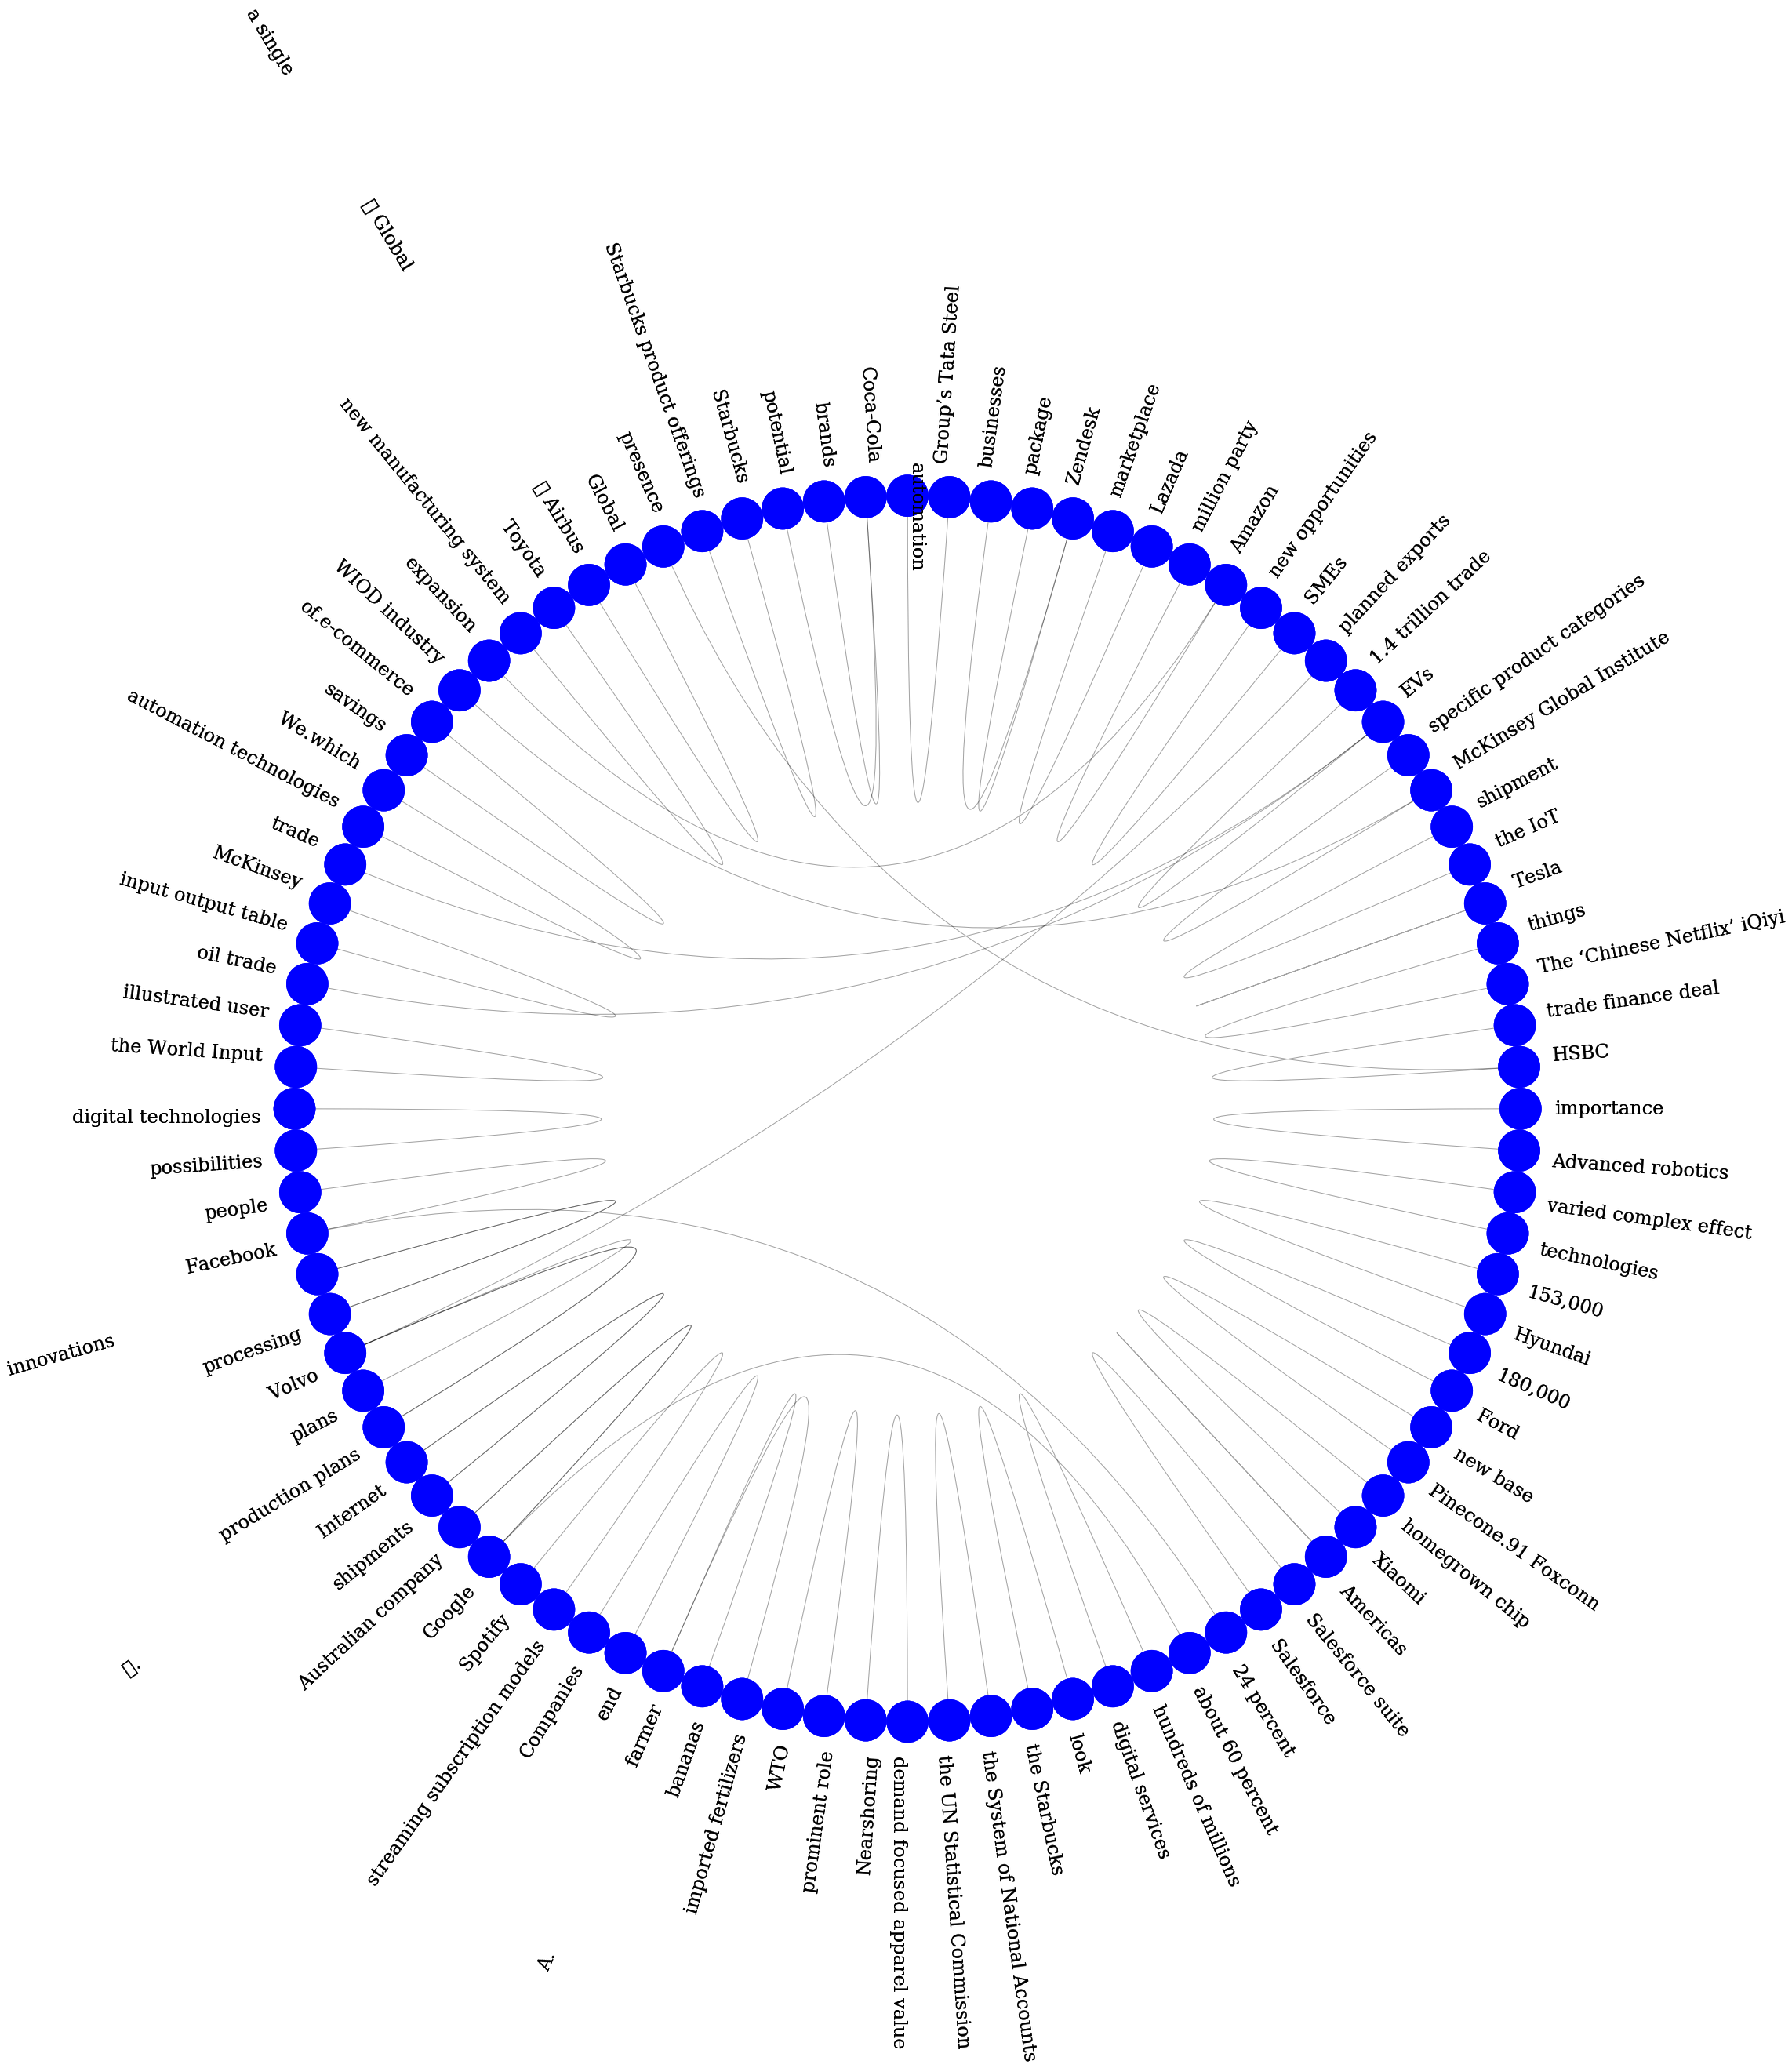 a single
▯ Global
Starbucks product offerings
Starbucks
potential
brands
Coca-Cola
automation
Group’s Tata Steel
businesses
package
Zendesk
marketplace
Lazada
million party
Amazon
new opportunities
SMEs
planned exports
1.4 trillion trade
EVs
specific product categories
McKinsey Global Institute
shipment
the IoT
Tesla
things
The ‘Chinese Netflix’ iQiyi
trade finance deal
HSBC
importance
Advanced robotics
varied complex effect
technologies
153,000
Hyundai
180,000
Ford
new base
Pinecone.91 Foxconn
homegrown chip
Xiaomi
Americas
Salesforce suite
Salesforce
24 percent
about 60 percent
hundreds of millions
digital services
look
the Starbucks
the System of National Accounts
the UN Statistical Commission
demand focused apparel value
Nearshoring
prominent role
WTO
imported fertilizers
bananas
farmer
A.
end
Companies
streaming subscription models
Spotify
Google
Australian company
shipments
Internet
▯.
production plans
plans
Volvo
processing
innovations
Facebook
people
possibilities
digital technologies
the World Input
illustrated user
oil trade
input output table
McKinsey
trade
automation technologies
We.which
savings
of.e-commerce
WIOD industry
expansion
new manufacturing system
Toyota
▯ Airbus
Global
presence